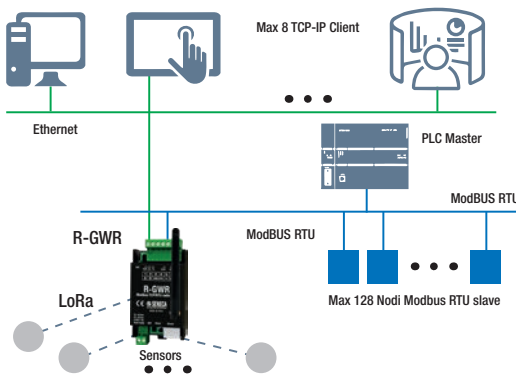 Max 8 TCP-IP Client
Ethernet
PLC Master
ModBUS RTU
R-GWR
ModBUS RTU
Max 128 Nodi Modbus RTU slave
LoRa
R-GWR
SENECA
Sensors